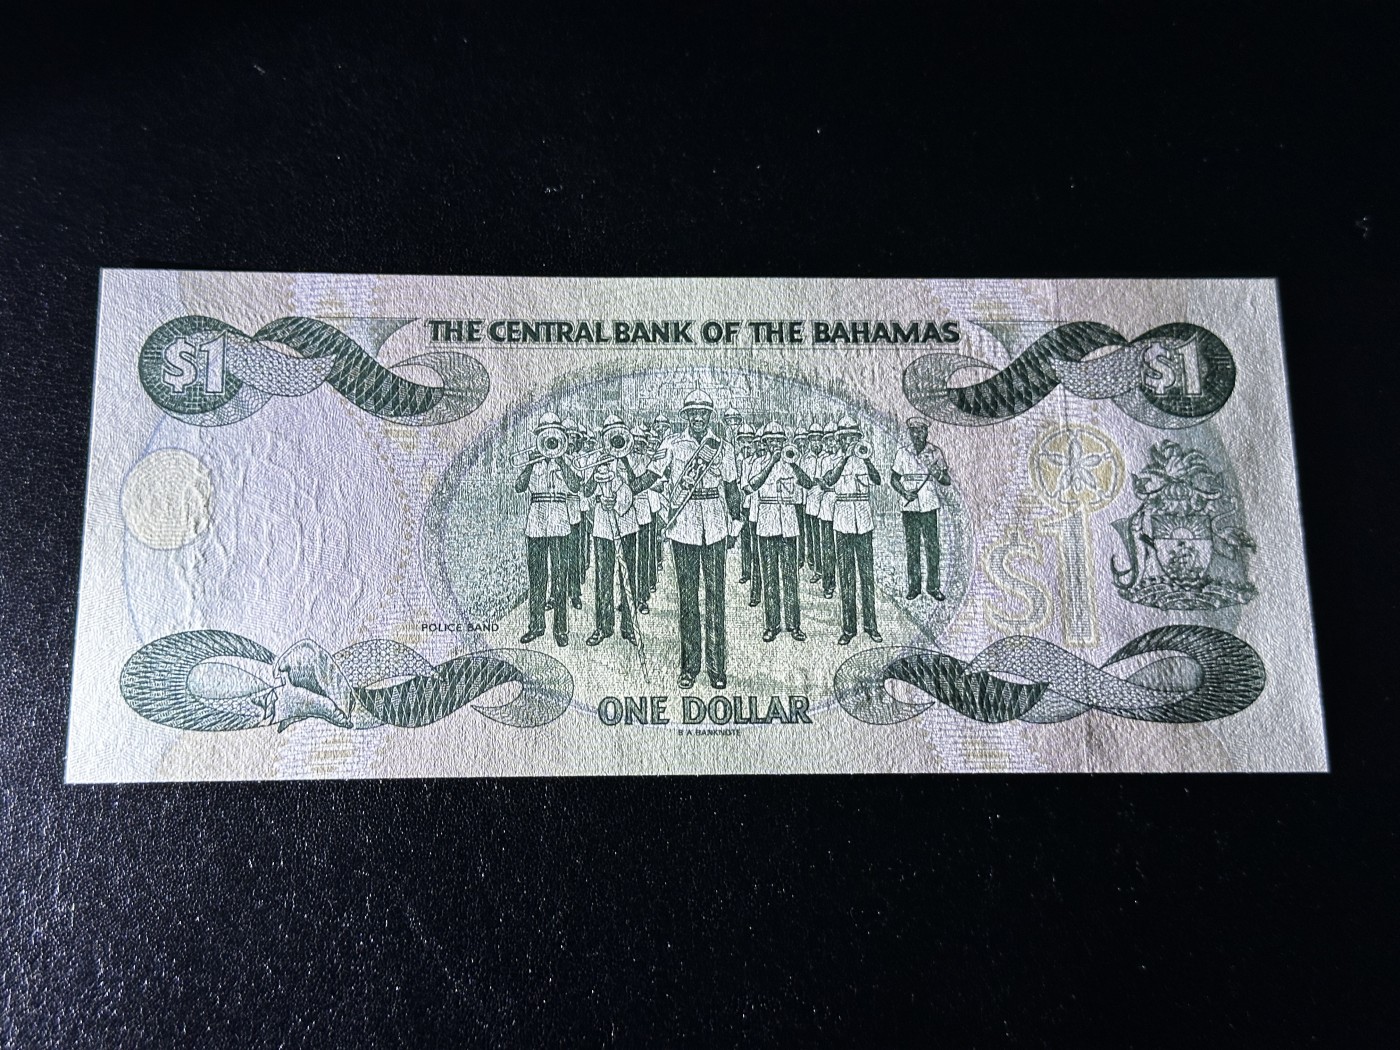 THE CENTRAL BANK OF THE BAHAMAS
$1
$1
$1
POLICE BAND
ONE DOLLAR
B A BANKNOTE